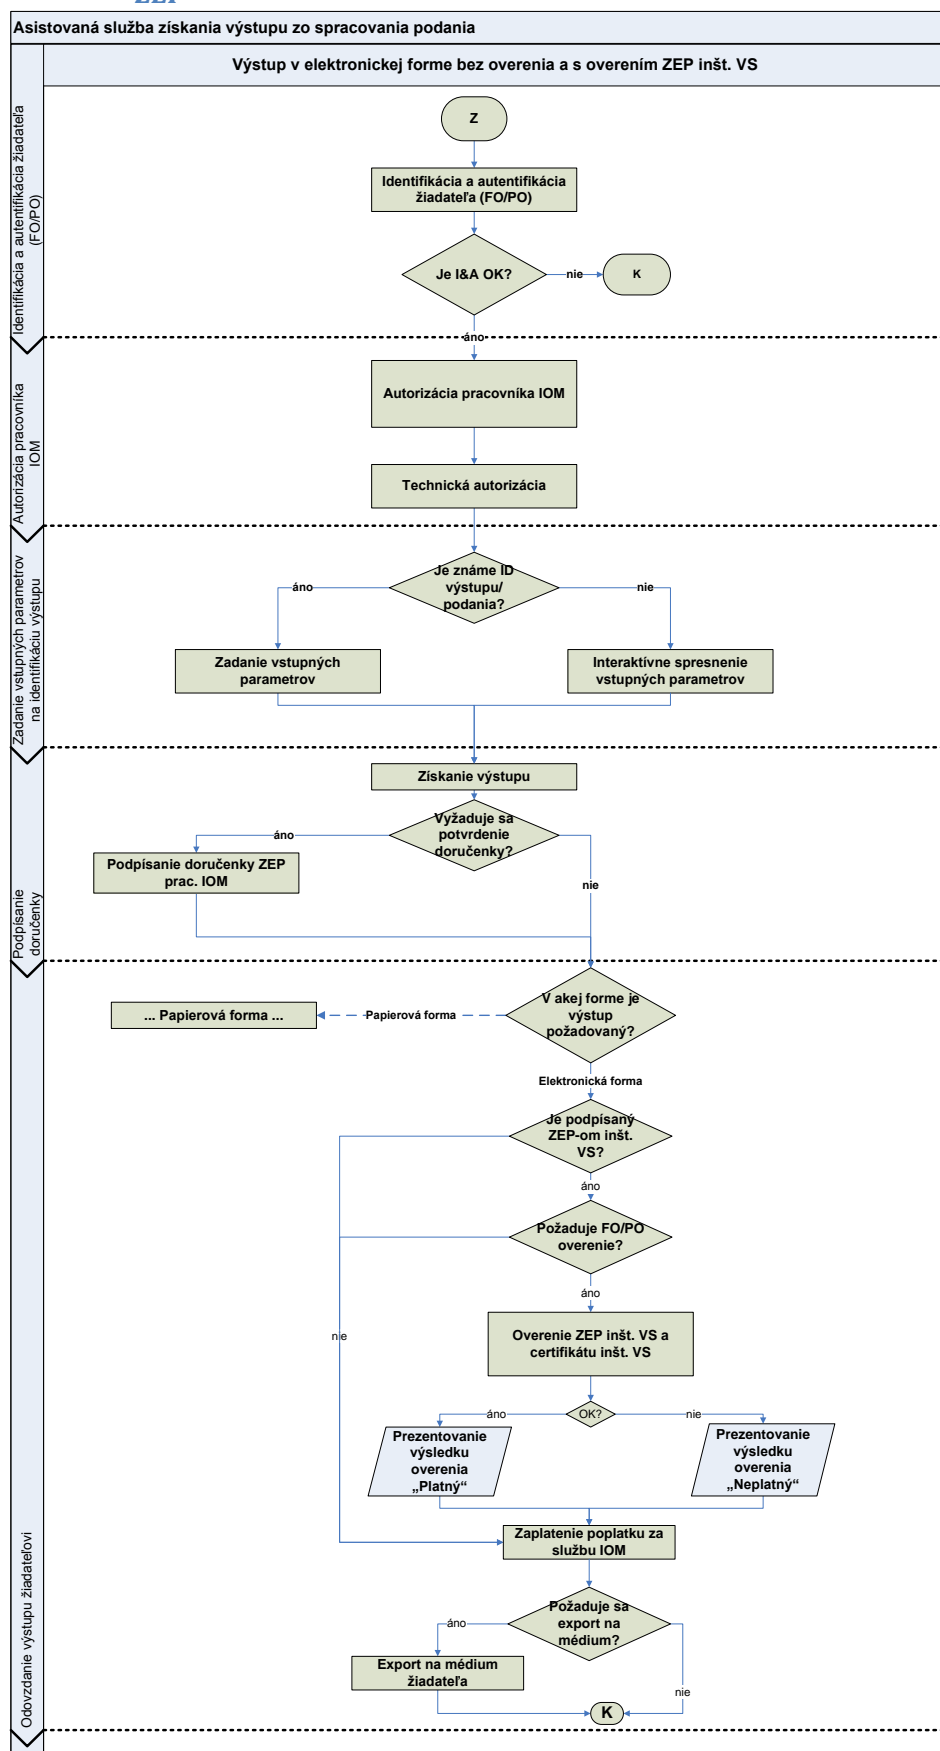 ZEP
Asistovaná služba získania výstupu zo spracovania podania
Výstup v elektronickej forme bez overenia a s overením ZEP inšt. VS
Identifikácia a autentifikácia žiadateľa
(FO/PO)
Z
Identifikácia a autentifikácia
žiadateľa (FO/PO)
Je I&A OK?
nie
K
áno
Autorizácia pracovníka
IOM
Autorizácia pracovníka IOM
Technická autorizácia
Zadanie vstupných parametrov
na identifikáciu výstupu
Je známe ID
výstupu/
podania?
áno
nie
Zadanie vstupných
parametrov
Interaktívne spresnenie
vstupných parametrov
Podpísanie
doručenky
Získanie výstupu
Vyžaduje sa
potvrdenie
doručenky?
áno
Podpísanie doručenky ZEP
prac. IOM
nie
Odovzdanie výstupu žiadateľovi
V akej forme je
výstup
požadovaný?
Papierová forma
... Papierová forma ...
Elektronická forma
Je podpísaný
ZEP-om inšt.
VS?
áno
Požaduje FO/PO
overenie?
áno
nie
Overenie ZEP inšt. VS a
certifikátu inšt. VS
OK?
áno
nie
Prezentovanie
výsledku
overenia
„Platný“
Prezentovanie
výsledku
overenia
„Neplatný“
Zaplatenie poplatku za
službu IOM
Požaduje sa
export na
médium?
áno
Export na médium
žiadateľa
nie
K